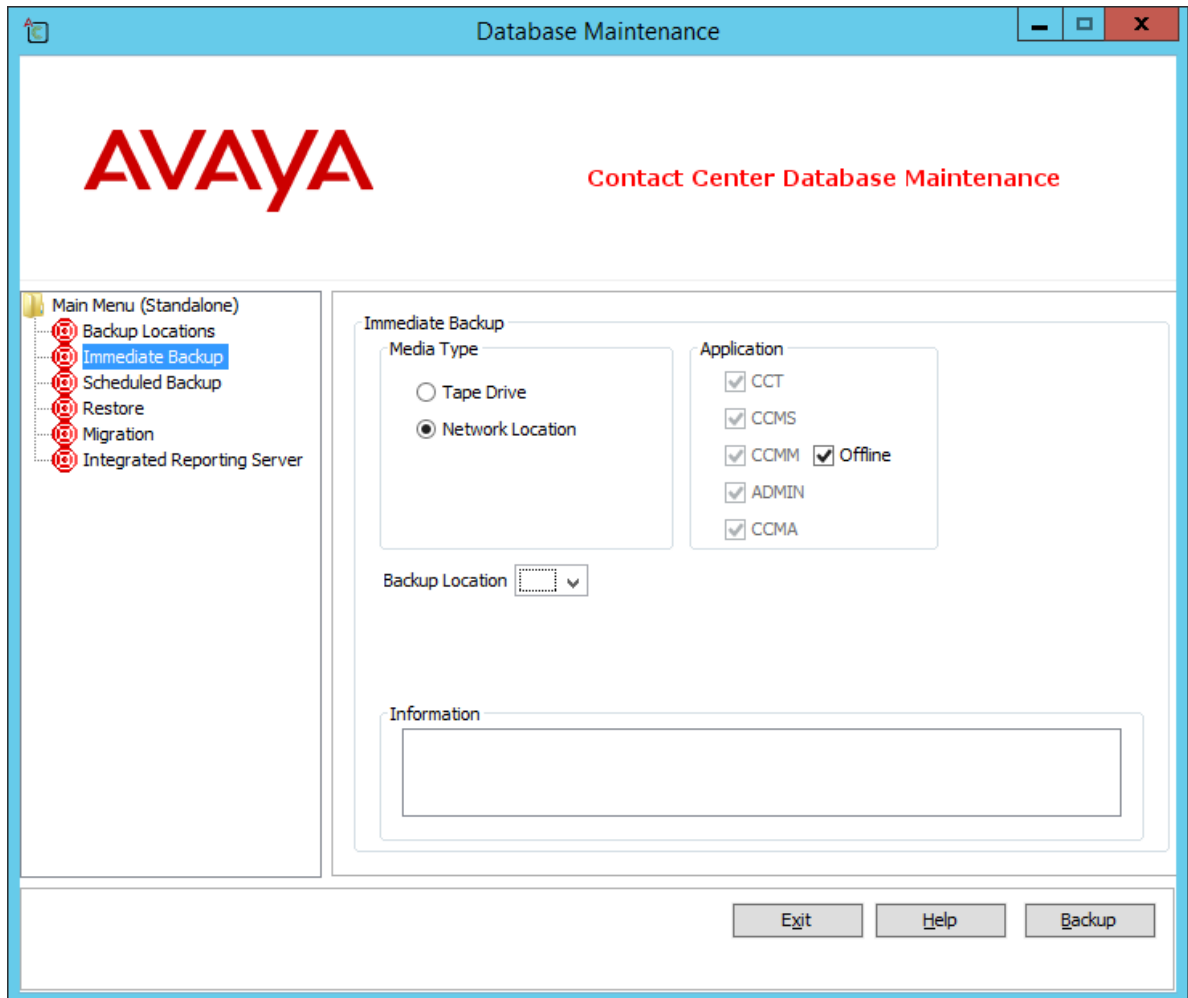 Database Maintenance
AVAYA
Contact Center Database Maintenance
Main Menu (Standalone)
Backup Locations
Immediate Backup
Scheduled Backup
Restore
Migration
Integrated Reporting Server
Immediate Backup
Media Type
Tape Drive
Network Location
Application
CCT
CCMS
CCMM Offline
ADMIN
CCMA
Backup Location
Information
Exit Help Backup